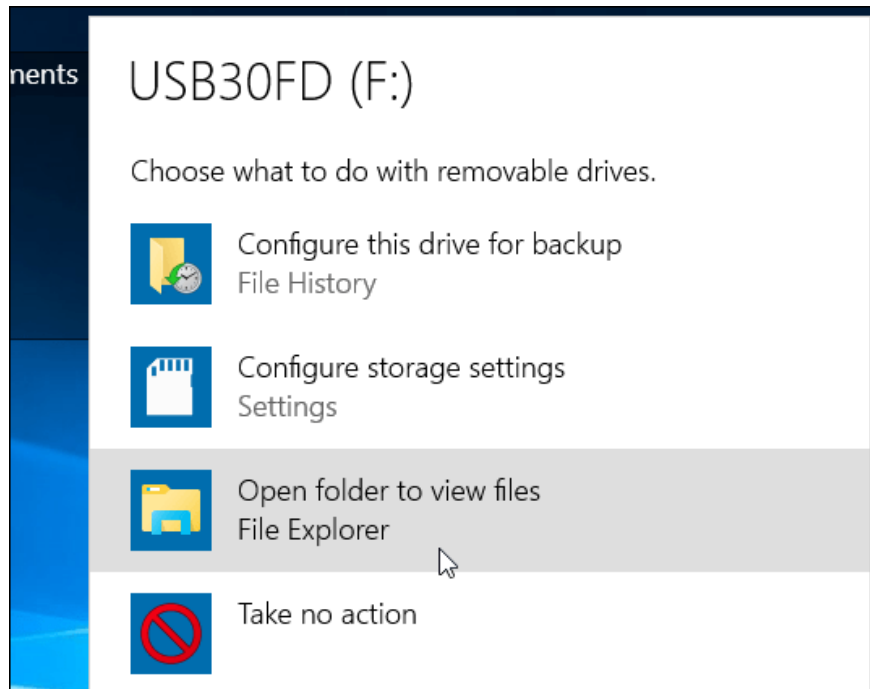 USB30FD (F:)
Choose what to do with removable drives.
Configure this drive for backup
File History
Configure storage settings
Settings
Open folder to view files
File Explorer
Take no action